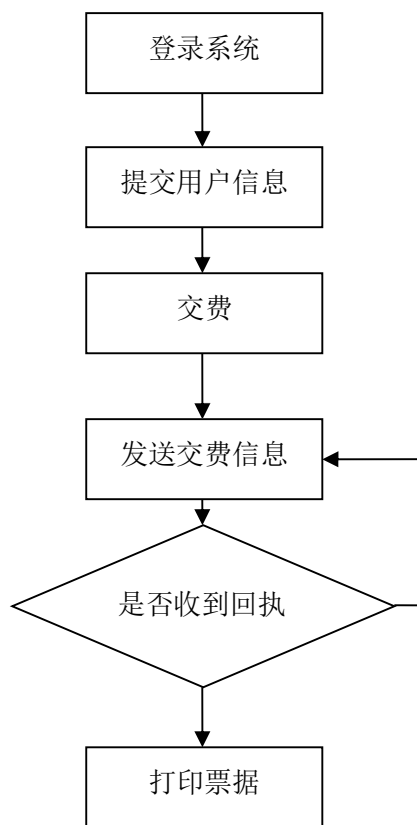 登录系统
提交用户信息
交费
发送交费信息
是否收到回执
打印票据